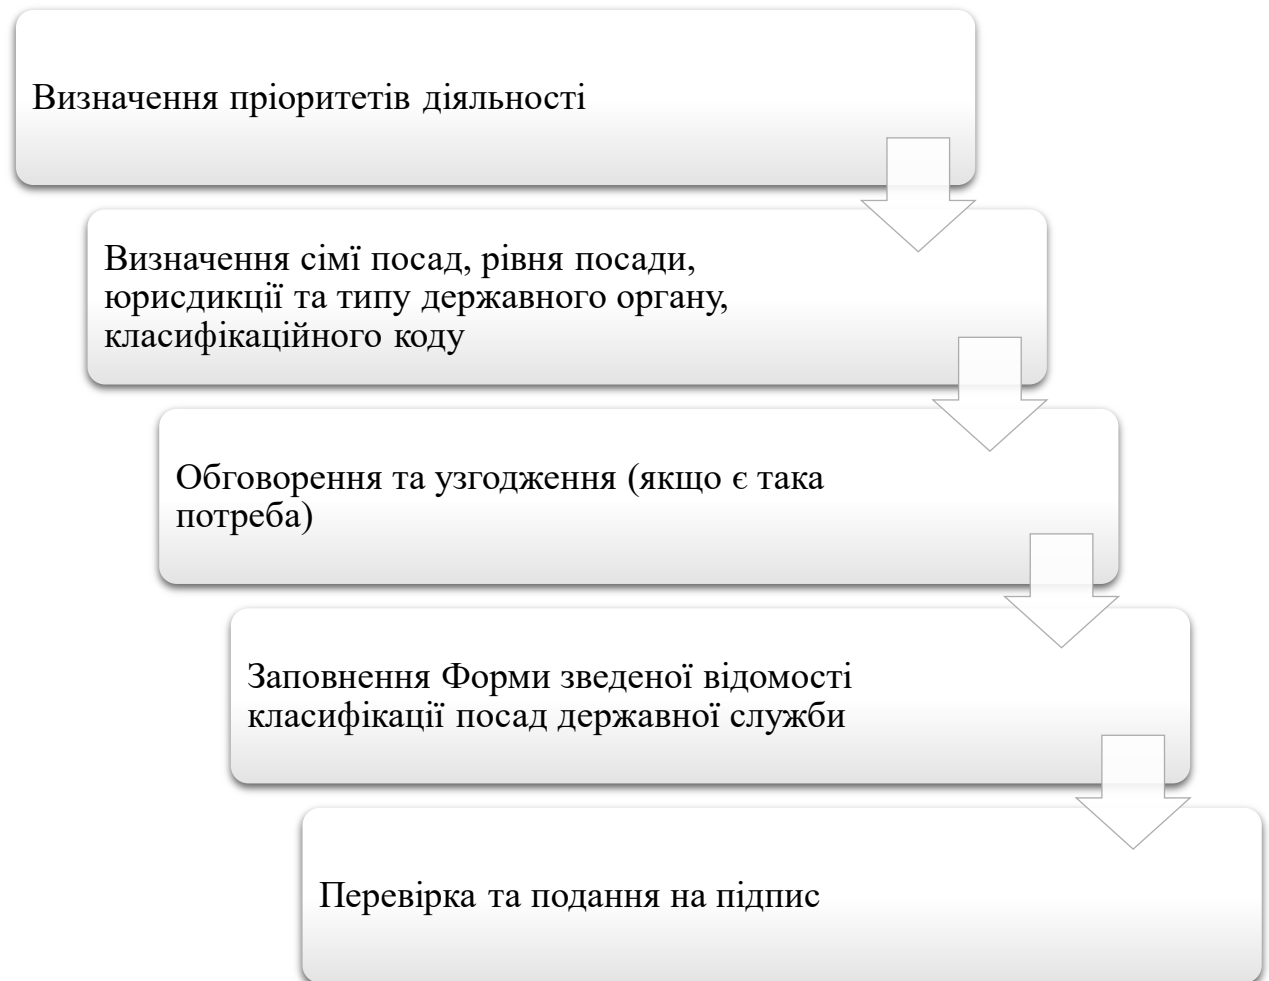 Визначення пріоритетів діяльності
Визначення сімї посад, рівня посади,
юрисдикції та типу державного органу,
класифікаційного коду
Обговорення та узгодження (якщо є така
потреба)
Заповнення Форми зведеної відомості
класифікації посад державної служби
Перевірка та подання на підпис